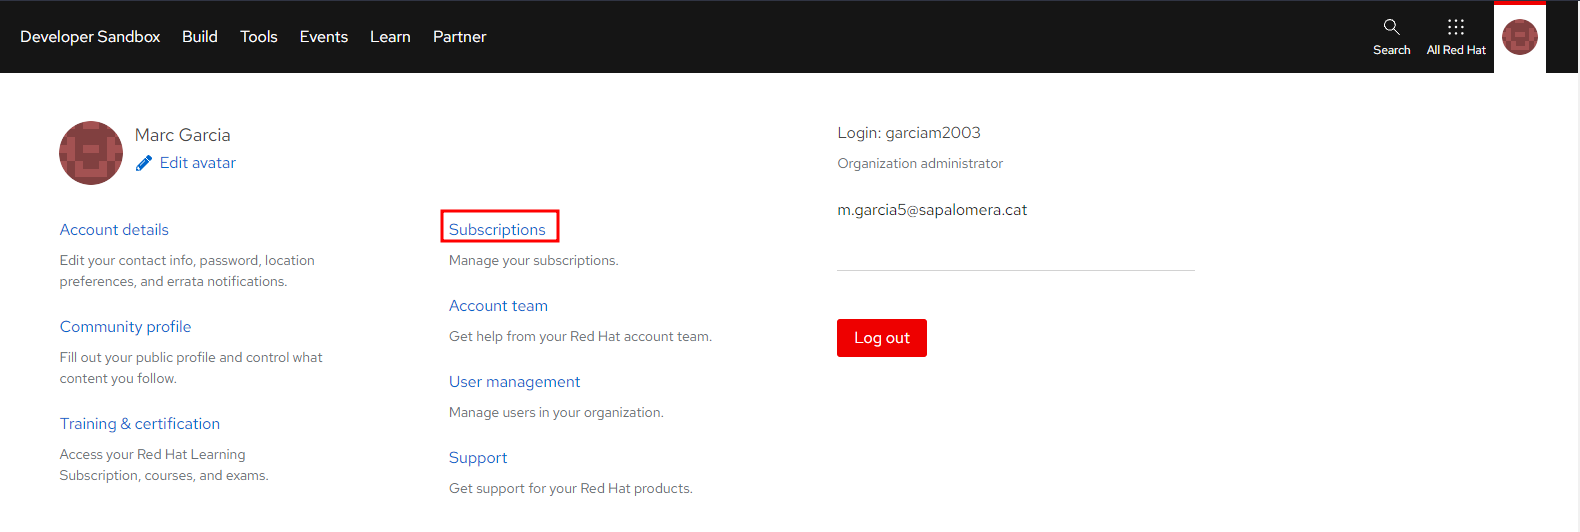 Developer Sandbox Build Tools Events Learn Partner
Search All Red Hat
Marc Garcia
Edit avatar
Account details
Edit your contact info, password, location
preferences, and errata notifications.
Community profile
Fill out your public profile and control what
content you follow.
Training & certification
Access your Red Hat Learning
Subscription, courses, and exams.
Subscriptions
Manage your subscriptions.
Account team
Get help from your Red Hat account team.
User management
Manage users in your organization.
Support
Get support for your Red Hat products.
Login: garciam2003
Organization administrator
m.garcia5@sapalomera.cat
Log out